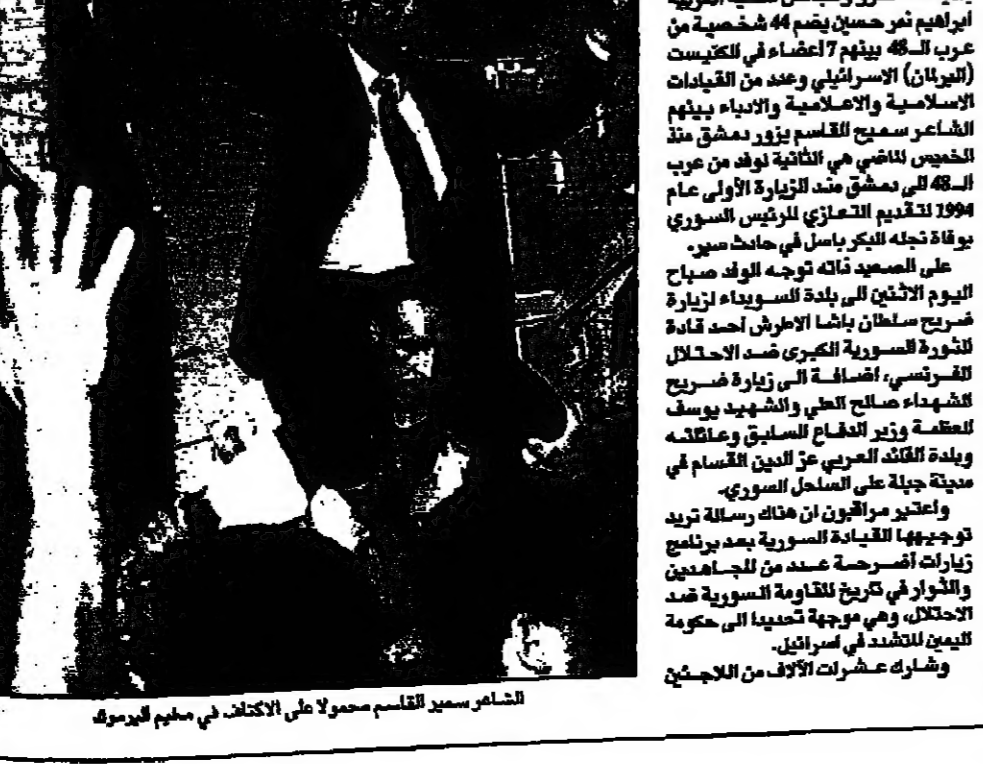 ابراهيم نمر حسين يضم 44 شخصية من
عرب الـ48 بينهم 7 اعضاء في الكنيست
(البرلمان) الاسرائيلي وعدد من القيادات
الاسلامية والاعلامية والادباء بينهم
الشاعر سميح القاسم يزور دمشق منذ
الخميس الماضي هي الثانية لوفد من عرب
الـ48 الى دمشق منذ الزيارة الأولى عام
1994 لتقديم التعازي للرئيس السوري
بوفاة نجله البكر باسل في حادث سير.
على الصعيد ذاته توجه الوفد صباح
اليوم الاثنين الى بلدة السويداء لزيارة
ضريح سلطان باشا الاطرش احد قادة
الثورة السورية الكبرى ضد الاحتلال
الفرنسي، اضافة الى زيارة ضريح
الشهداء صالح العلي والشهيد يوسف
العظمة وزير الدفاع السابق وعائلته
وبلدة القائد العربي عز الدين القسام في
مدينة جبلة على الساحل السوري.
واعتبر مراقبون ان هناك رسالة تريد
توجيهها القيادة السورية بعد برنامج
زيارات أضرحة عدد من المجاهدين
والثوار في تاريخ المقاومة السورية ضد
الاحتلال، وهي موجهة تحديدا الى حكومة
اليمين المتشدد في اسرائيل.
وشارك عشرات الآلاف من اللاجئين
الشاعر سمير القاسم محمولا على الاكتاف في مخيم اليرموك